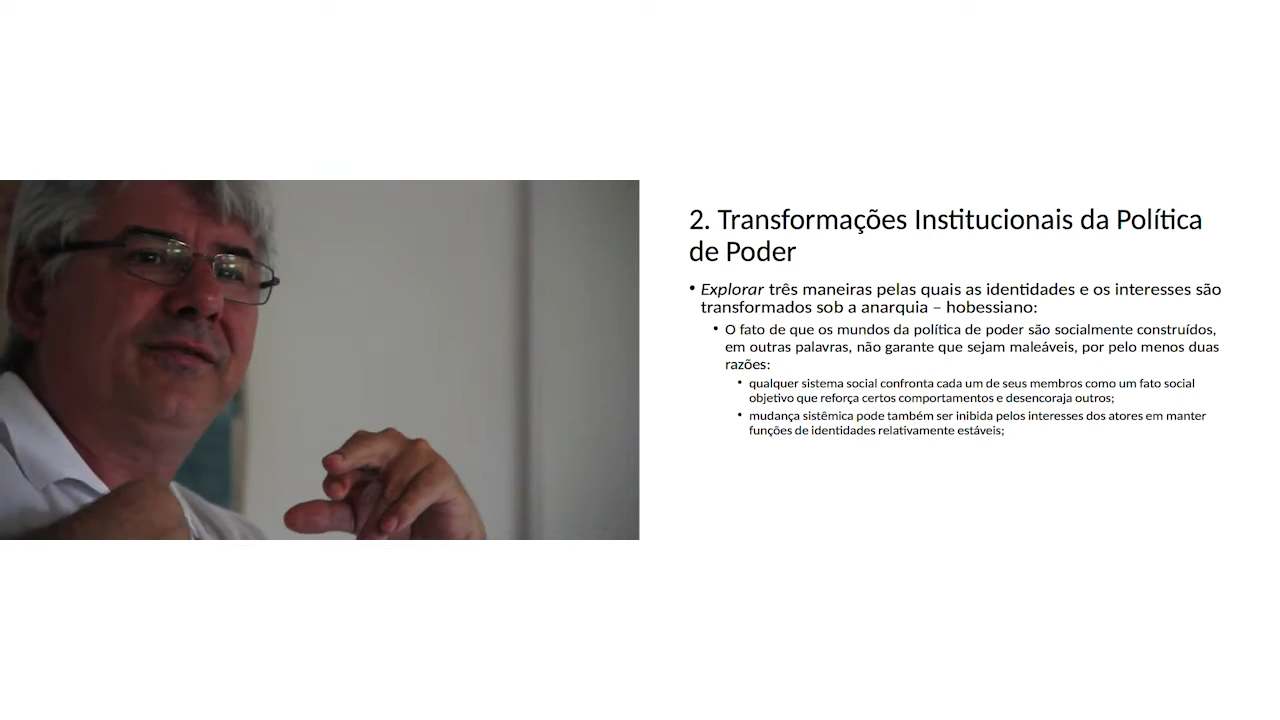 2. Transformações Institucionais da Política
de Poder
• Explorar três maneiras pelas quais as identidades e os interesses são
transformados sob a anarquia – hobessiano:
• O fato de que os mundos da política de poder são socialmente construídos,
em outras palavras, não garante que sejam maleáveis, por pelo menos duas
razões:
• qualquer sistema social confronta cada um de seus membros como um fato social
objetivo que reforça certos comportamentos e desencoraja outros;
• mudança sistêmica pode também ser inibida pelos interesses dos atores em manter
funções de identidades relativamente estáveis;